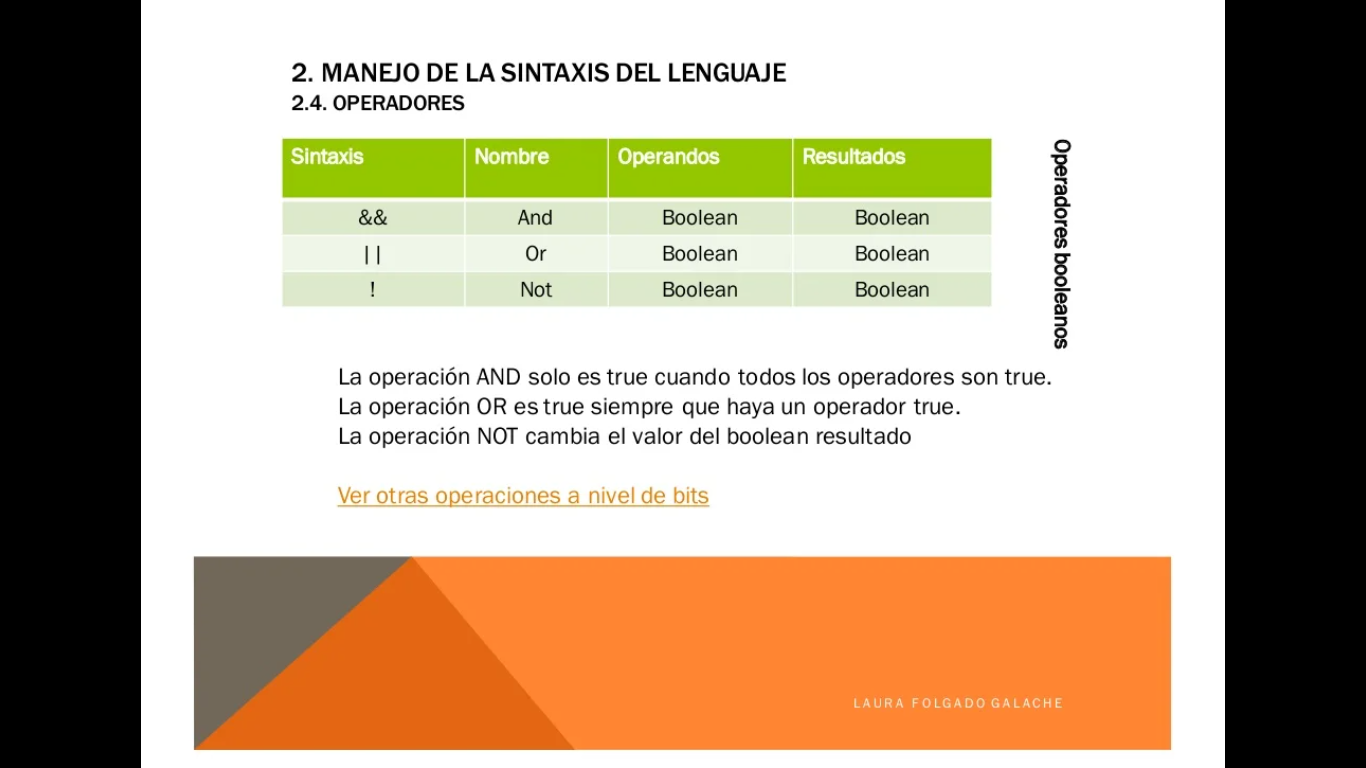 2. MANEJO DE LA SINTAXIS DEL LENGUAJE
2.4. OPERADORES
Sintaxis Nombre Operandos Resultados
&& And Boolean Boolean
|| Or Boolean Boolean
! Not Boolean Boolean
Operadores booleanos
La operación AND solo es true cuando todos los operadores son true.
La operación OR es true siempre que haya un operador true.
La operación NOT cambia el valor del boolean resultado
Ver otras operaciones a nivel de bits
LAURA FOLGADO GALACHE